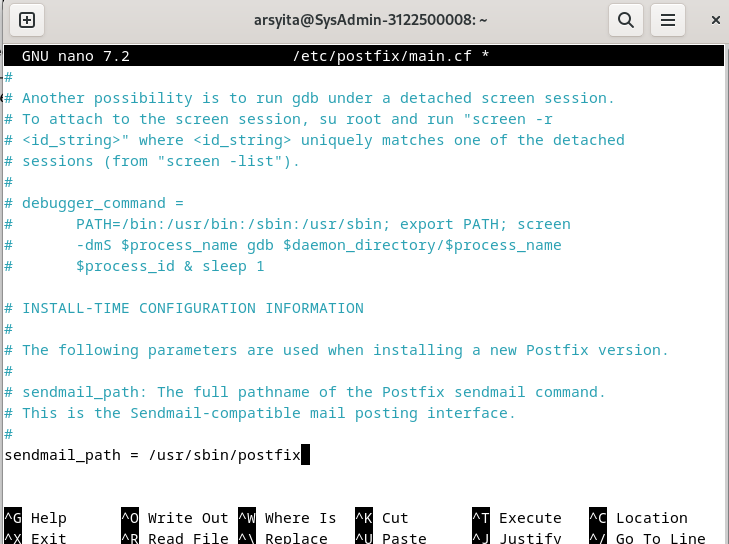 arsyita@SysAdmin-3122500008: ~
GNU nano 7.2 /etc/postfix/main.cf *
#
# Another possibility is to run gdb under a detached screen session.
# To attach to the screen session, su root and run "screen -r
# <id_string>" where <id_string> uniquely matches one of the detached
# sessions (from "screen -list").
#
# debugger_command =
#       PATH=/bin:/usr/bin:/sbin:/usr/sbin; export PATH; screen
#       -dmS $process_name gdb $daemon_directory/$process_name
#       $process_id & sleep 1
# INSTALL-TIME CONFIGURATION INFORMATION
#
# The following parameters are used when installing a new Postfix version.
#
# sendmail_path: The full pathname of the Postfix sendmail command.
# This is the Sendmail-compatible mail posting interface.
#
sendmail_path = /usr/sbin/postfix
^G Help ^O Write Out ^W Where Is ^K Cut ^T Execute ^C Location
^X Exit ^R Read File ^\ Replace ^U Paste ^J Justify ^/ Go To Line